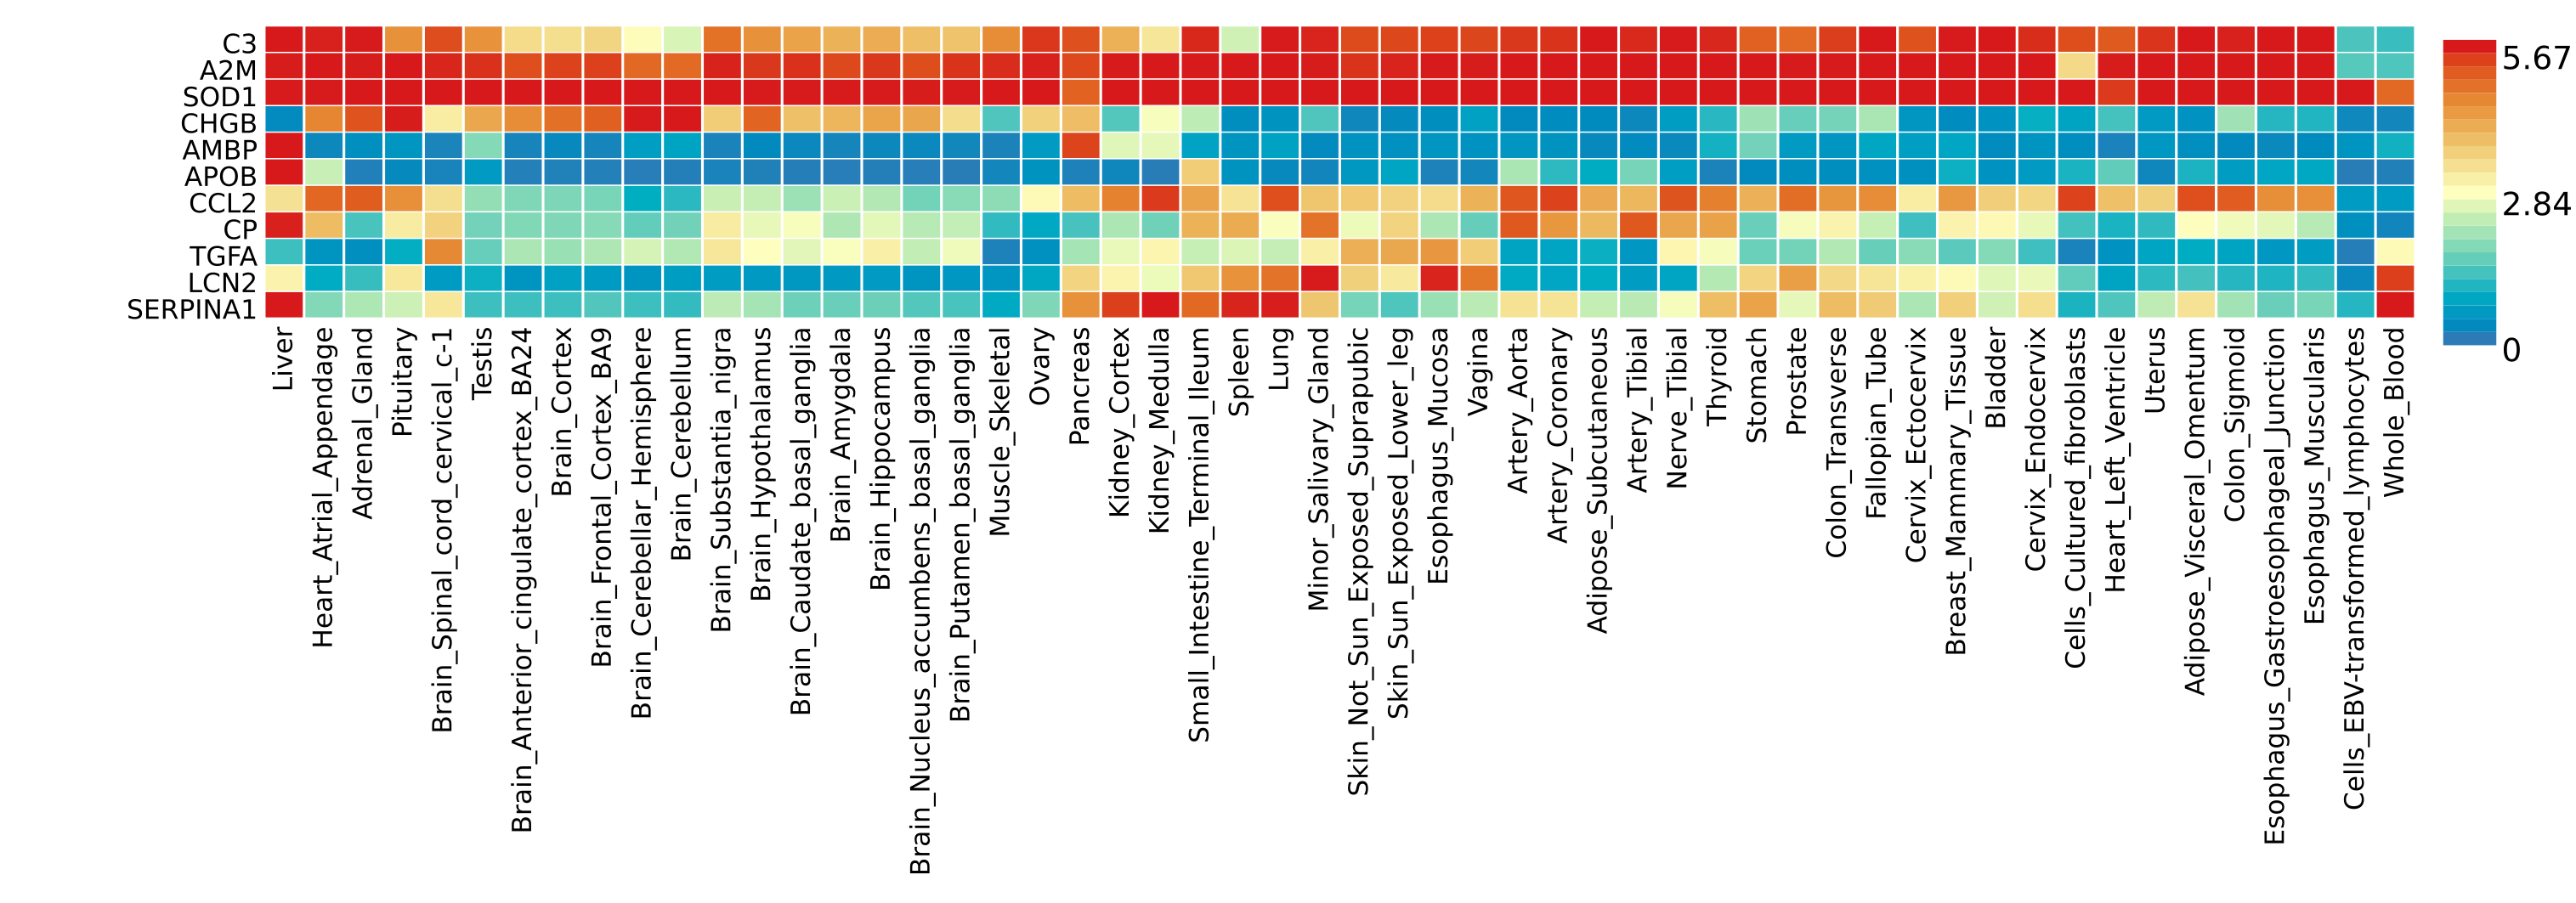 C3
A2M
SOD1
CHGB
AMBP
APOB
CCL2
CP
TGFA
LCN2
SERPINA1
5.67
2.84
0
Liver
Heart_Atrial_Appendage
Adrenal_Gland
Pituitary
Brain_Spinal_cord_cervical_c-1
Testis
Brain_Anterior_cingulate_cortex_BA24
Brain_Cortex
Brain_Frontal_Cortex_BA9
Brain_Cerebellar_Hemisphere
Brain_Cerebellum
Brain_Substantia_nigra
Brain_Hypothalamus
Brain_Caudate_basal_ganglia
Brain_Amygdala
Brain_Hippocampus
Brain_Nucleus_accumbens_basal_ganglia
Brain_Putamen_basal_ganglia
Muscle_Skeletal
Ovary
Pancreas
Kidney_Cortex
Kidney_Medulla
Small_Intestine_Terminal_Ileum
Spleen
Lung
Minor_Salivary_Gland
Skin_Not_Sun_Exposed_Suprapubic
Skin_Sun_Exposed_Lower_leg
Esophagus_Mucosa
Vagina
Artery_Aorta
Artery_Coronary
Adipose_Subcutaneous
Artery_Tibial
Nerve_Tibial
Thyroid
Stomach
Prostate
Colon_Transverse
Fallopian_Tube
Cervix_Ectocervix
Breast_Mammary_Tissue
Bladder
Cervix_Endocervix
Cells_Cultured_fibroblasts
Heart_Left_Ventricle
Uterus
Adipose_Visceral_Omentum
Colon_Sigmoid
Esophagus_Gastroesophageal_Junction
Esophagus_Muscularis
Cells_EBV-transformed_lymphocytes
Whole_Blood